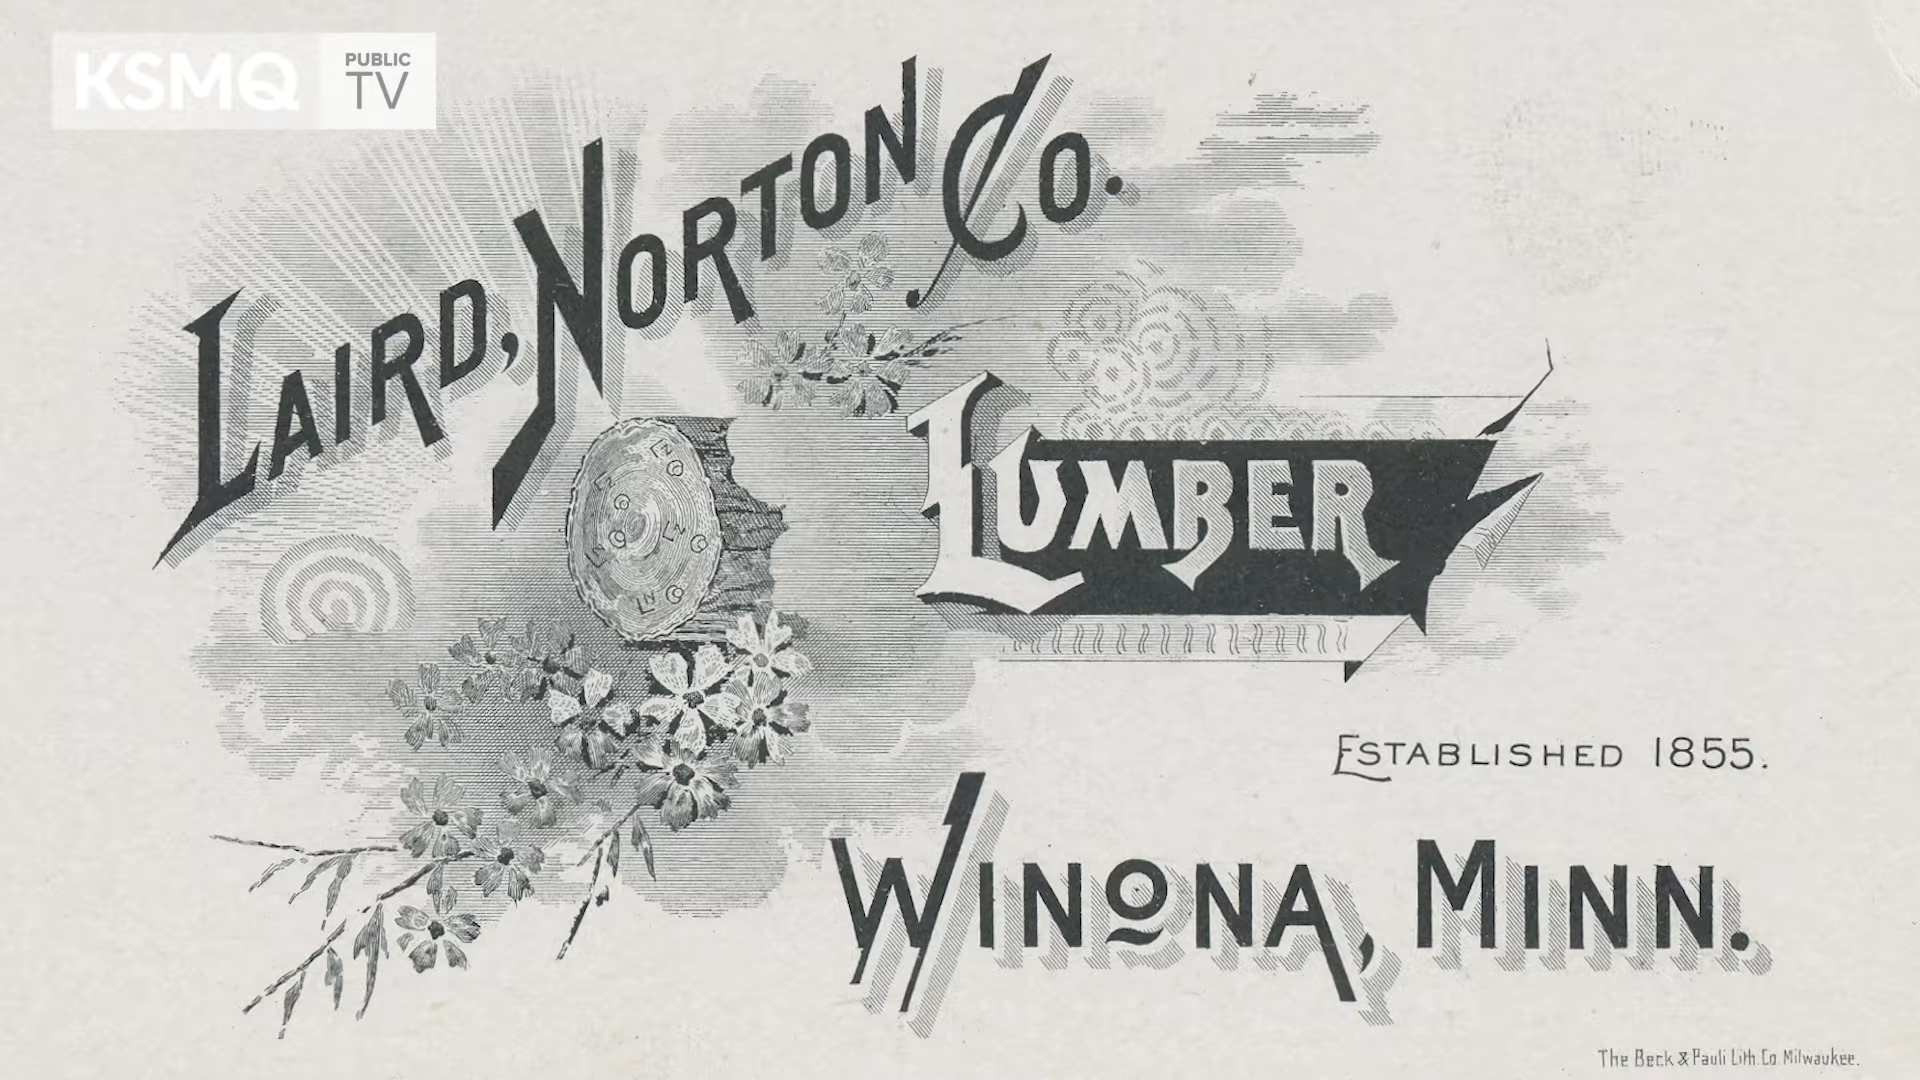 KSMQ
PUBLIC
TV
LAIRD, NORTON CO.
LUMBER
ESTABLISHED 1855.
WINONA, MINN.
The Beck & Pauli Lith. Co. Milwaukee.